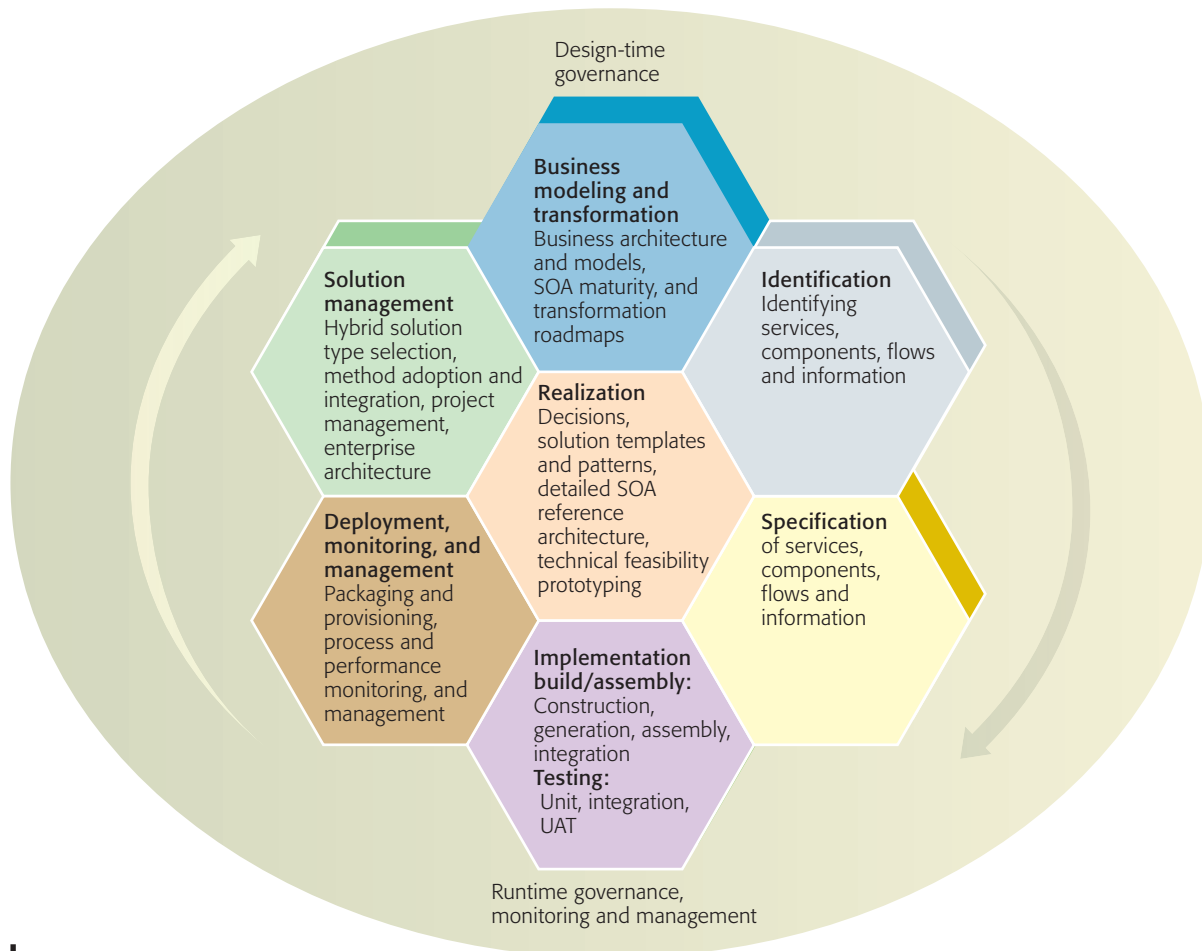 Design-time
governance
Business
modeling and
transformation
Business architecture
and models,
SOA maturity, and
transformation
roadmaps
Solution
management
Hybrid solution
type selection,
method adoption and
integration, project
management,
enterprise
architecture
Identification
Identifying
services,
components, flows
and information
Realization
Decisions,
solution templates
and patterns,
detailed SOA
reference
architecture,
technical feasibility
prototyping
Deployment,
monitoring, and
management
Packaging and
provisioning,
process and
performance
monitoring, and
management
Specification
of services,
components,
flows and
information
Implementation
build/assembly:
Construction,
generation, assembly,
integration
Testing:
Unit, integration,
UAT
Runtime governance,
monitoring and management